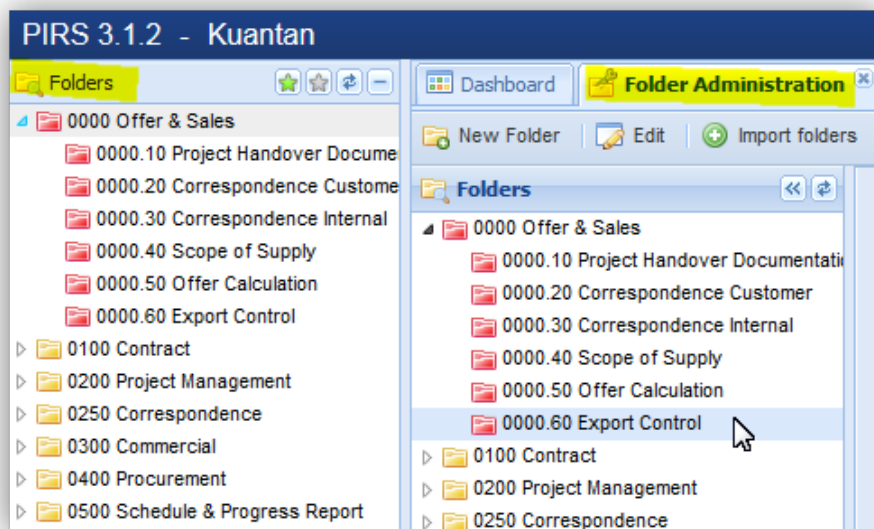 PIRS 3.1.2 - Kuantan
Folders
0000 Offer & Sales
0000.10 Project Handover Docume
0000.20 Correspondence Custome
0000.30 Correspondence Internal
0000.40 Scope of Supply
0000.50 Offer Calculation
0000.60 Export Control
0100 Contract
0200 Project Management
0250 Correspondence
0300 Commercial
0400 Procurement
0500 Schedule & Progress Report
Dashboard
Folder Administration
New Folder
Edit
Import folders
Folders
0000 Offer & Sales
0000.10 Project Handover Documentati
0000.20 Correspondence Customer
0000.30 Correspondence Internal
0000.40 Scope of Supply
0000.50 Offer Calculation
0000.60 Export Control
0100 Contract
0200 Project Management
0250 Correspondence